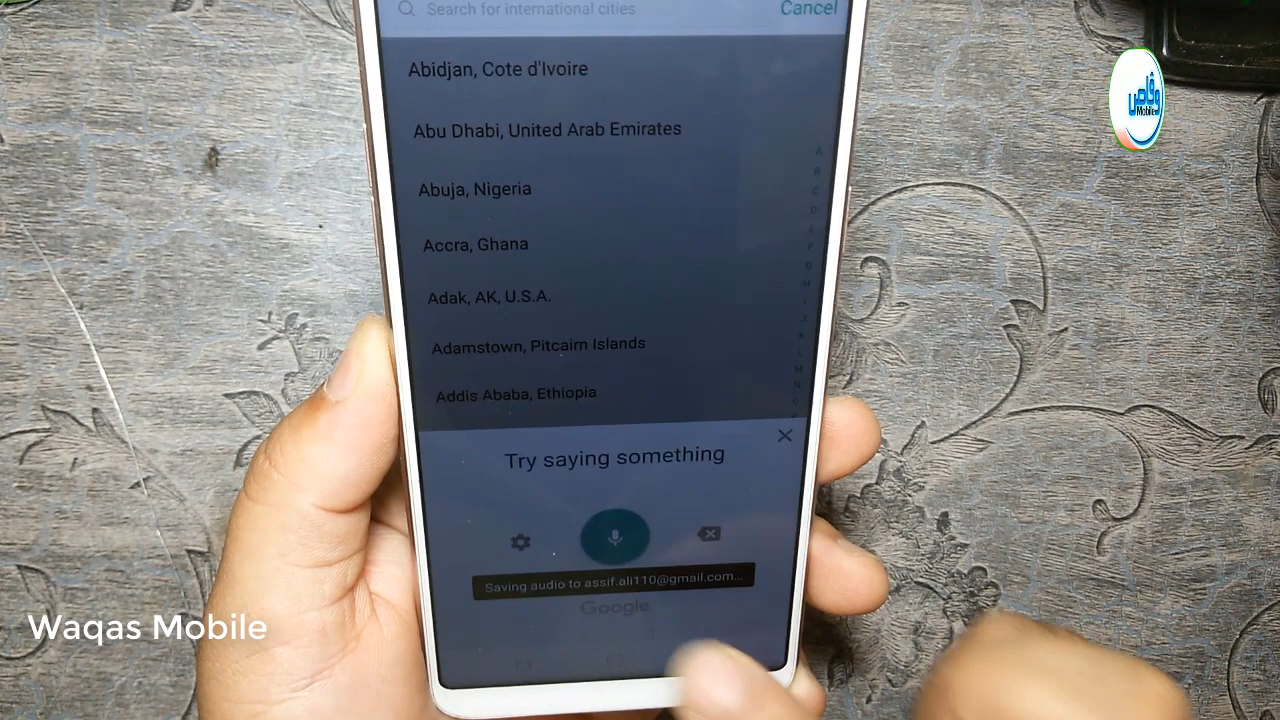 Search for international cities
Cancel
Abidjan, Cote d'Ivoire
Abu Dhabi, United Arab Emirates
Abuja, Nigeria
Accra, Ghana
Adak, AK, U.S.A.
Adamstown, Pitcairn Islands
Addis Ababa, Ethiopia
Try saying something
Saving audio to assif.ali110@gmail.com...
Google
وقاص
Mobile
Waqas Mobile